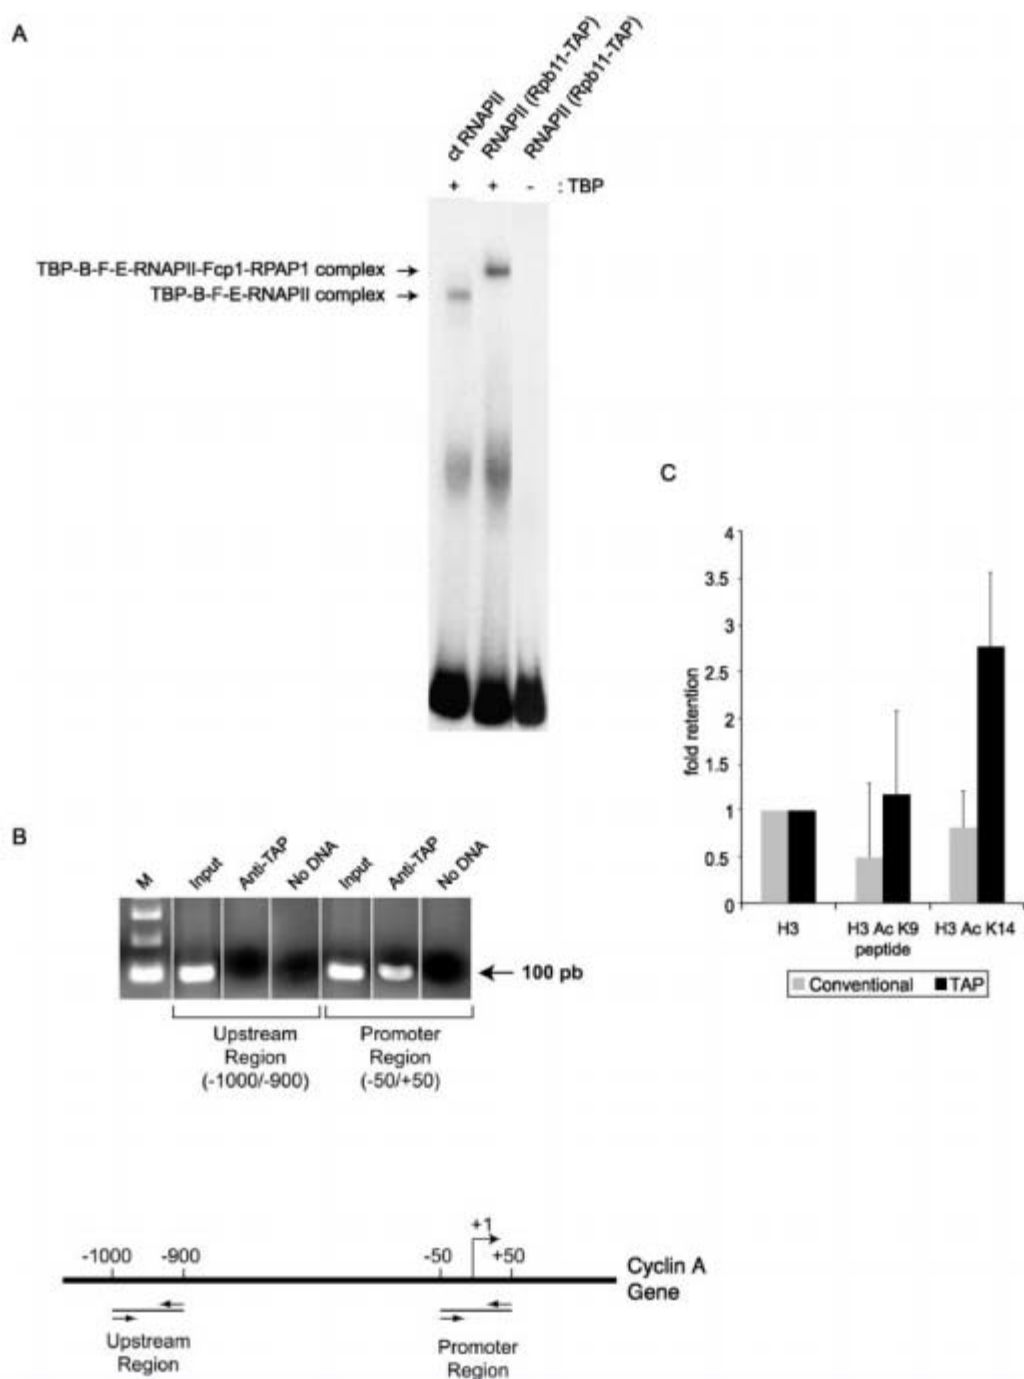 A
ct RNAPII
RNAPII (Rpb11-TAP)
RNAPII (Rpb11-TAP)
+ + - : TBP
TBP-B-F-E-RNAPII-Fcp1-RPAP1 complex →
TBP-B-F-E-RNAPII complex →
C
4
3.5
3
2.5
2
1.5
1
0.5
0
fold retention
H3
H3 Ac K9 peptide
H3 Ac K14
Conventional TAP
B
M Input Anti-TAP No DNA Input Anti-TAP No DNA
← 100 pb
Upstream Region (-1000/-900)
Promoter Region (-50/+50)
+1
-1000 -900 -50 +50
Cyclin A Gene
Upstream Region
Promoter Region